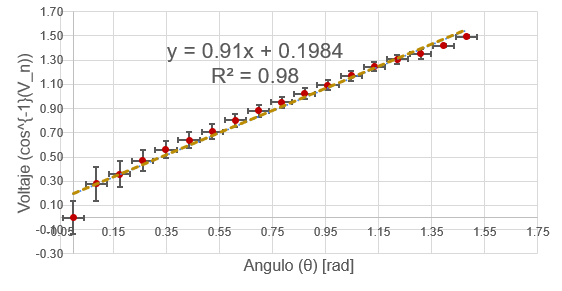 1.70
1.50
1.30
1.10
0.90
0.70
0.50
0.30
0.10
-0.10
-0.30
Voltaje (cos^{-1}(V_n))
y = 0.91x + 0.1984
R² = 0.98
-0.05 0.15 0.35 0.55 0.75 0.95 1.15 1.35 1.55 1.75
Angulo (θ) [rad]